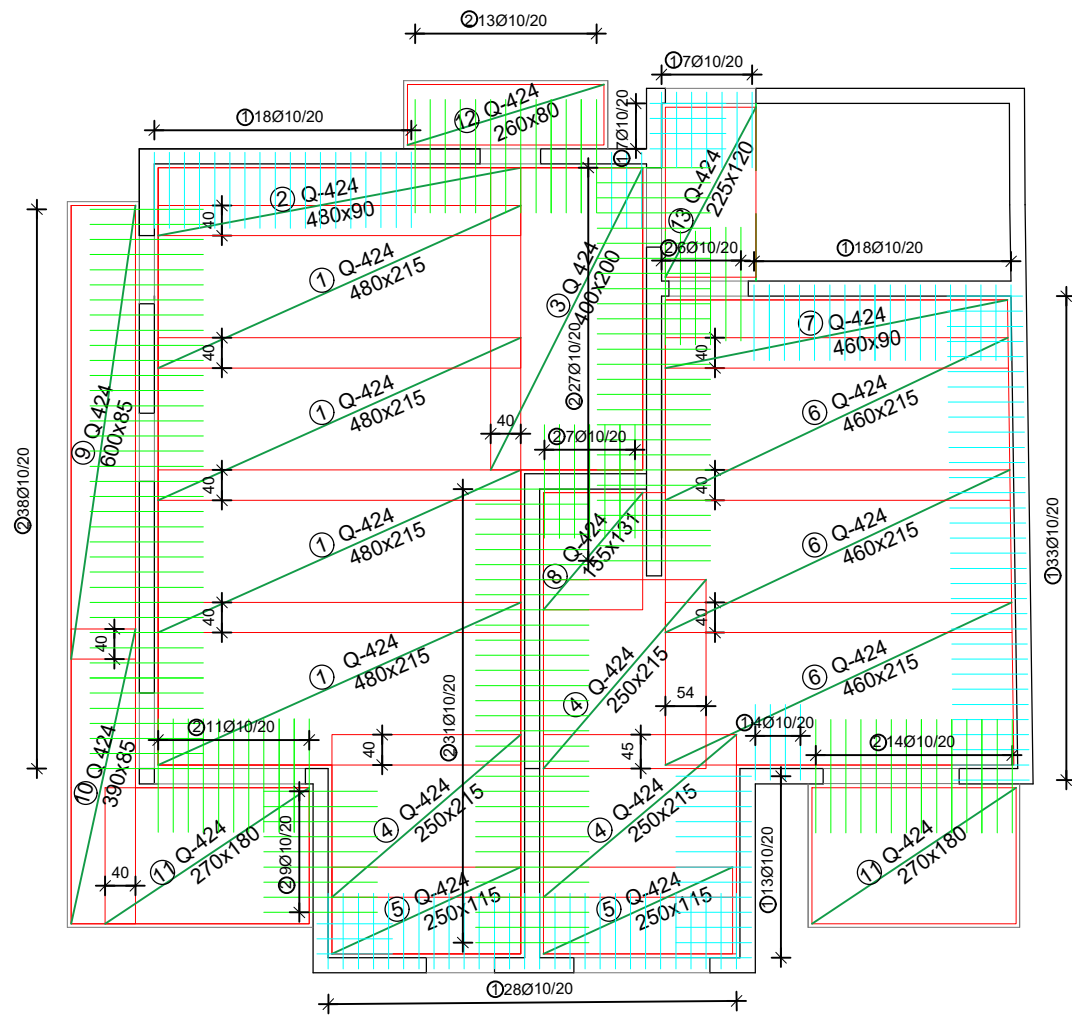 ②13Ø10/20
①7Ø10/20
①18Ø10/20
①7Ø10/20
⑫ Q-424
260x80
② Q-424
480x90
40
⑬ Q-424
225x120
②6Ø10/20
①18Ø10/20
① Q-424
480x215
③ Q-424
400x200
⑦ Q-424
460x90
40
40
②27Ø10/20
① Q-424
480x215
⑥ Q-424
460x215
⑨ Q-424
600x85
40
②7Ø10/20
②38Ø10/20
40
40
① Q-424
480x215
⑧ Q-424
155x131
⑥ Q-424
460x215
①33Ø10/20
40
40
40
① Q-424
480x215
④ Q-424
250x215
⑥ Q-424
460x215
54
②11Ø10/20
40
②31Ø10/20
45
①4Ø10/20
②14Ø10/20
⑩ Q-424
390x85
④ Q-424
250x215
④ Q-424
250x215
40
⑪ Q-424
270x180
②9Ø10/20
①13Ø10/20
⑪ Q-424
270x180
⑤ Q-424
250x115
⑤ Q-424
250x115
①28Ø10/20